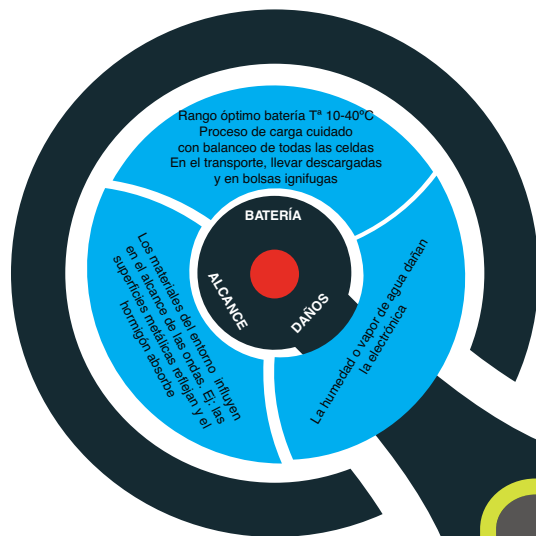 Rango óptimo batería Tª 10-40ºC
Proceso de carga cuidado
con balanceo de todas las celdas
En el transporte, llevar descargadas
y en bolsas ignifugas
BATERÍA
ALCANCE
DAÑOS
Los materiales del entorno influyen
en el alcance de las ondas. Ej: las
superficies metálicas reflejan y el
hormigón absorbe
La humedad o vapor de agua dañan
la electrónica